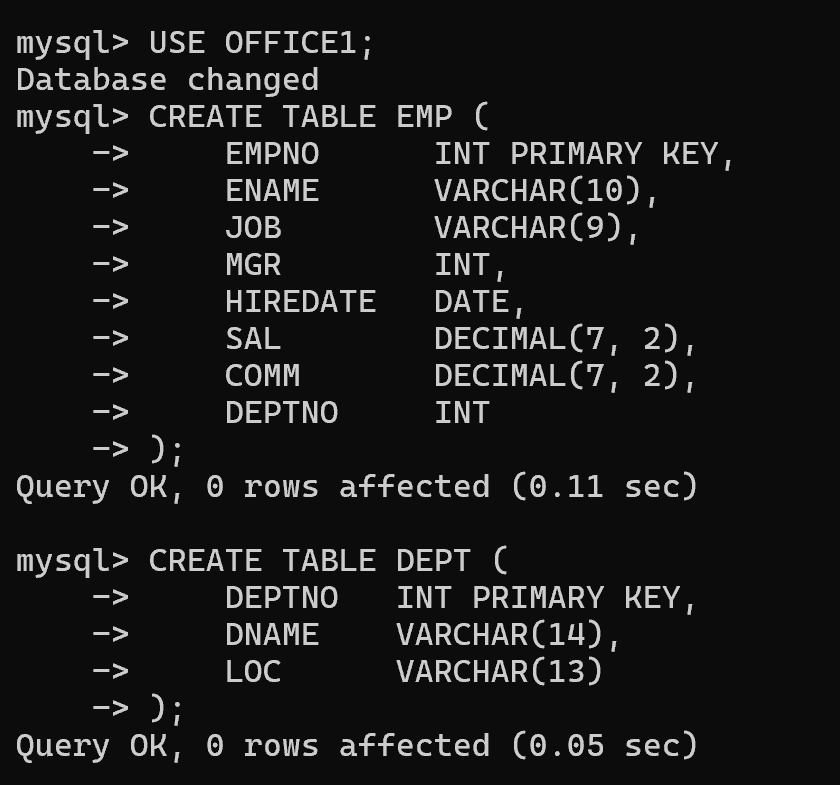 mysql> USE OFFICE1;
Database changed
mysql> CREATE TABLE EMP (
    ->     EMPNO      INT PRIMARY KEY,
    ->     ENAME      VARCHAR(10),
    ->     JOB        VARCHAR(9),
    ->     MGR        INT,
    ->     HIREDATE   DATE,
    ->     SAL        DECIMAL(7, 2),
    ->     COMM       DECIMAL(7, 2),
    ->     DEPTNO     INT
    -> );
Query OK, 0 rows affected (0.11 sec)

mysql> CREATE TABLE DEPT (
    ->     DEPTNO   INT PRIMARY KEY,
    ->     DNAME    VARCHAR(14),
    ->     LOC      VARCHAR(13)
    -> );
Query OK, 0 rows affected (0.05 sec)